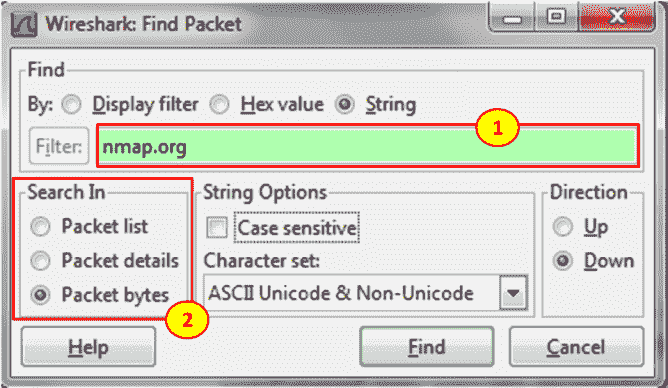 Wireshark: Find Packet
Find
By: Display filter Hex value String
1
Filter: nmap.org
Search In String Options Direction
Packet list Case sensitive Up
Packet details Character set: Down
Packet bytes ASCII Unicode & Non-Unicode
2
Help Find Cancel